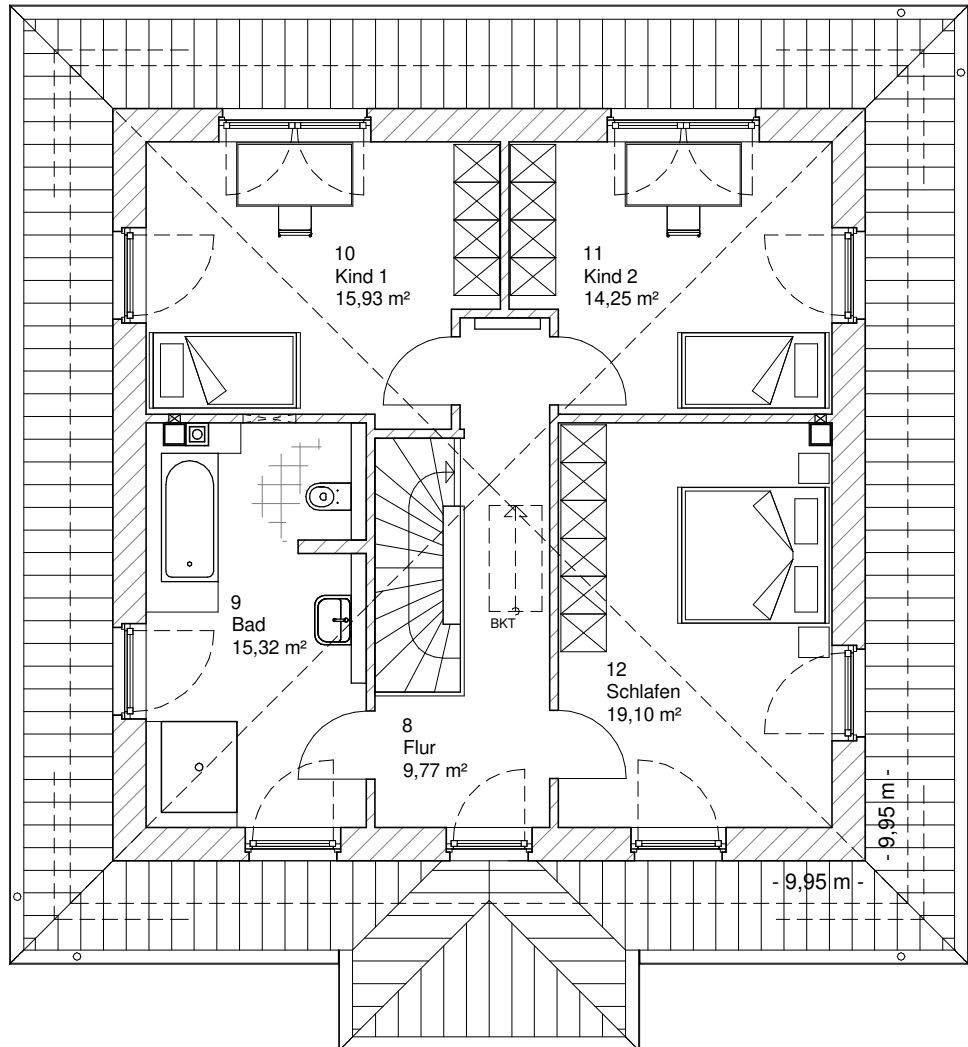 10
Kind 1
15,93 m²
11
Kind 2
14,25 m²
9
Bad
15,32 m²
BKT
12
Schlafen
19,10 m²
8
Flur
9,77 m²
- 9,95 m -
- 9,95 m -